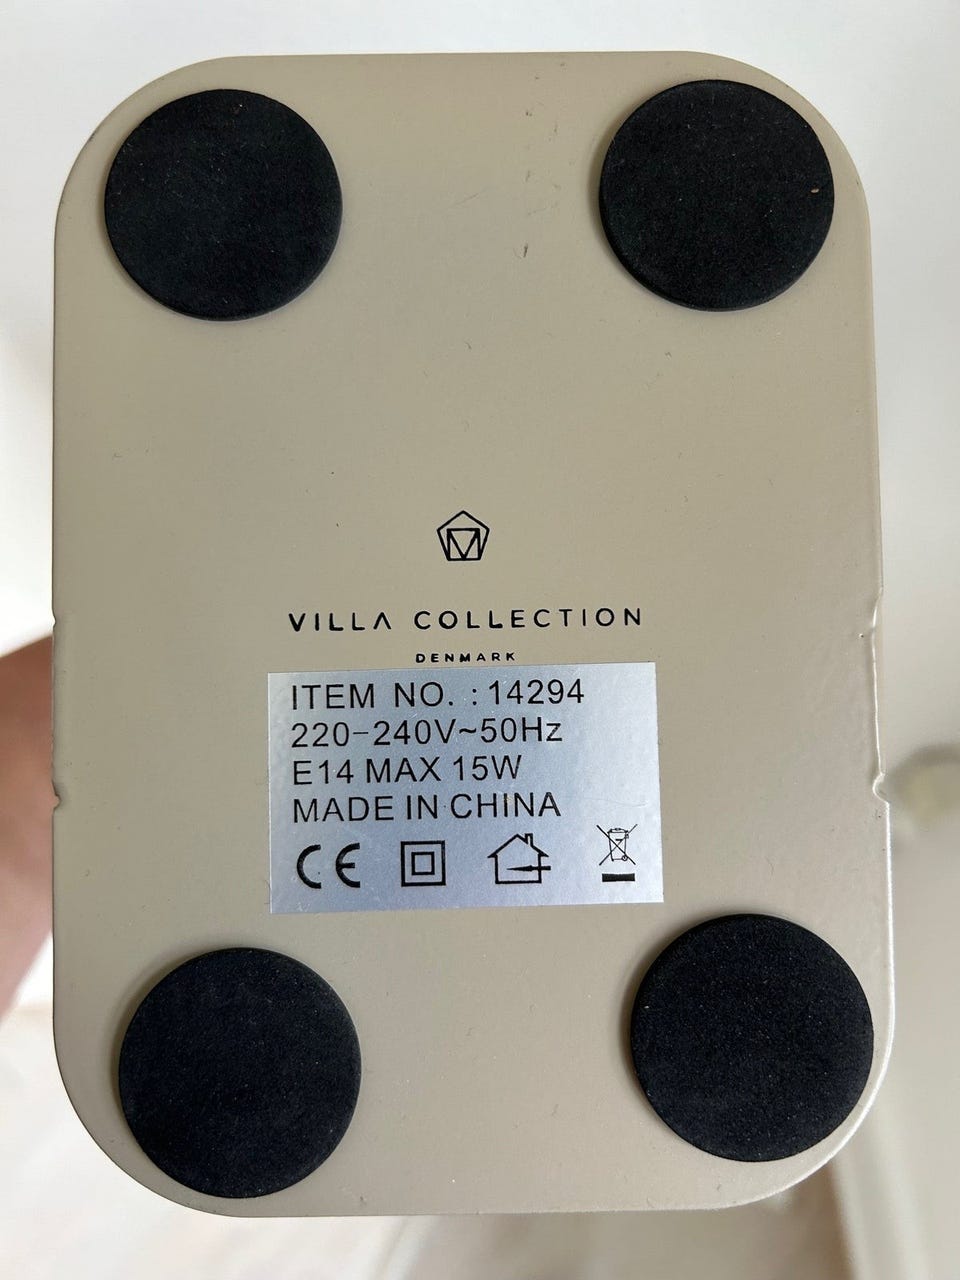 VILLA COLLECTION
DENMARK
ITEM NO. : 14294
220-240V~50Hz
E14 MAX 15W
MADE IN CHINA
CE